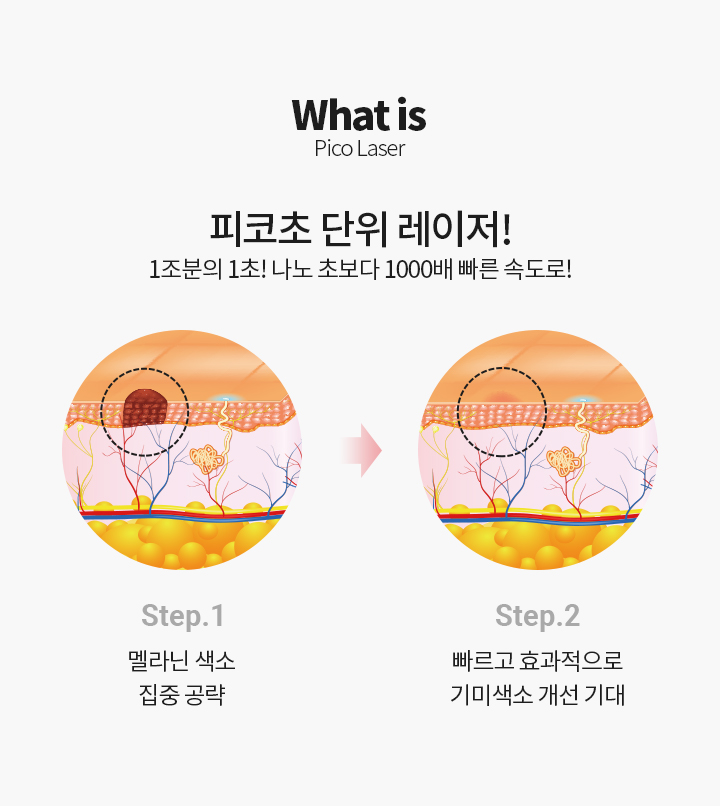 What is
Pico Laser
피코초 단위 레이저!
1조분의 1초! 나노 초보다 1000배 빠른 속도로!
Step.1
멜라닌 색소
집중 공략
Step.2
빠르고 효과적으로
기미색소 개선 기대